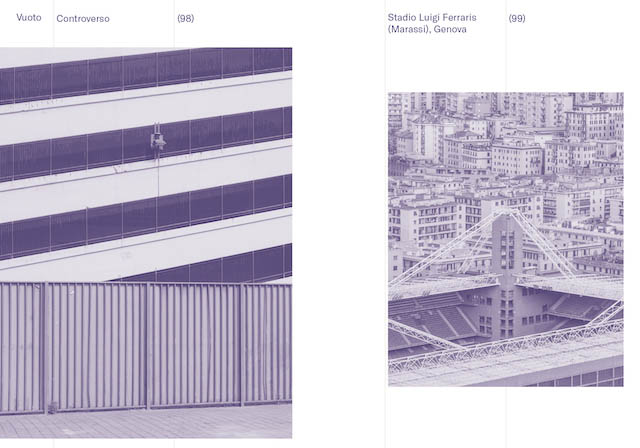 Vuoto
Controverso
(98)
Stadio Luigi Ferraris
(Marassi), Genova
(99)